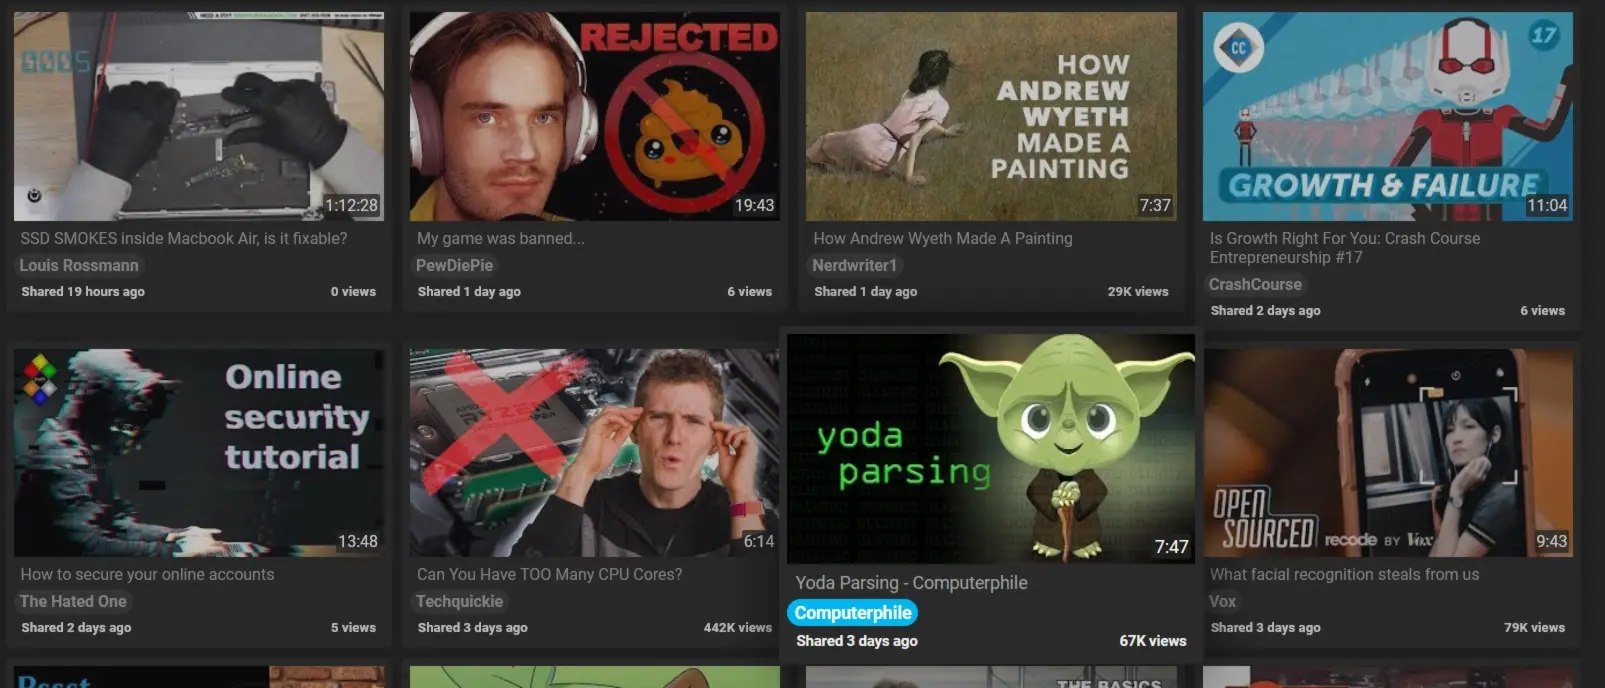 1:12:28
SSD SMOKES inside Macbook Air, is it fixable?
Louis Rossmann
Shared 19 hours ago
0 views
REJECTED
19:43
My game was banned...
PewDiePie
Shared 1 day ago
6 views
HOW
ANDREW
WYETH
MADE A
PAINTING
7:37
How Andrew Wyeth Made A Painting
Nerdwriter1
Shared 1 day ago
29K views
CC
17
GROWTH & FAILURE
11:04
Is Growth Right For You: Crash Course
Entrepreneurship #17
CrashCourse
Shared 2 days ago
6 views
Online
security
tutorial
13:48
How to secure your online accounts
The Hated One
Shared 2 days ago
5 views
RYZEN
6:14
Can You Have TOO Many CPU Cores?
Techquickie
Shared 3 days ago
442K views
yoda
parsing
7:47
Yoda Parsing - Computerphile
Computerphile
Shared 3 days ago
67K views
OPEN
SOURCED
recode BY Vox
9:43
What facial recognition steals from us
Vox
Shared 3 days ago
79K views
THE BASICS